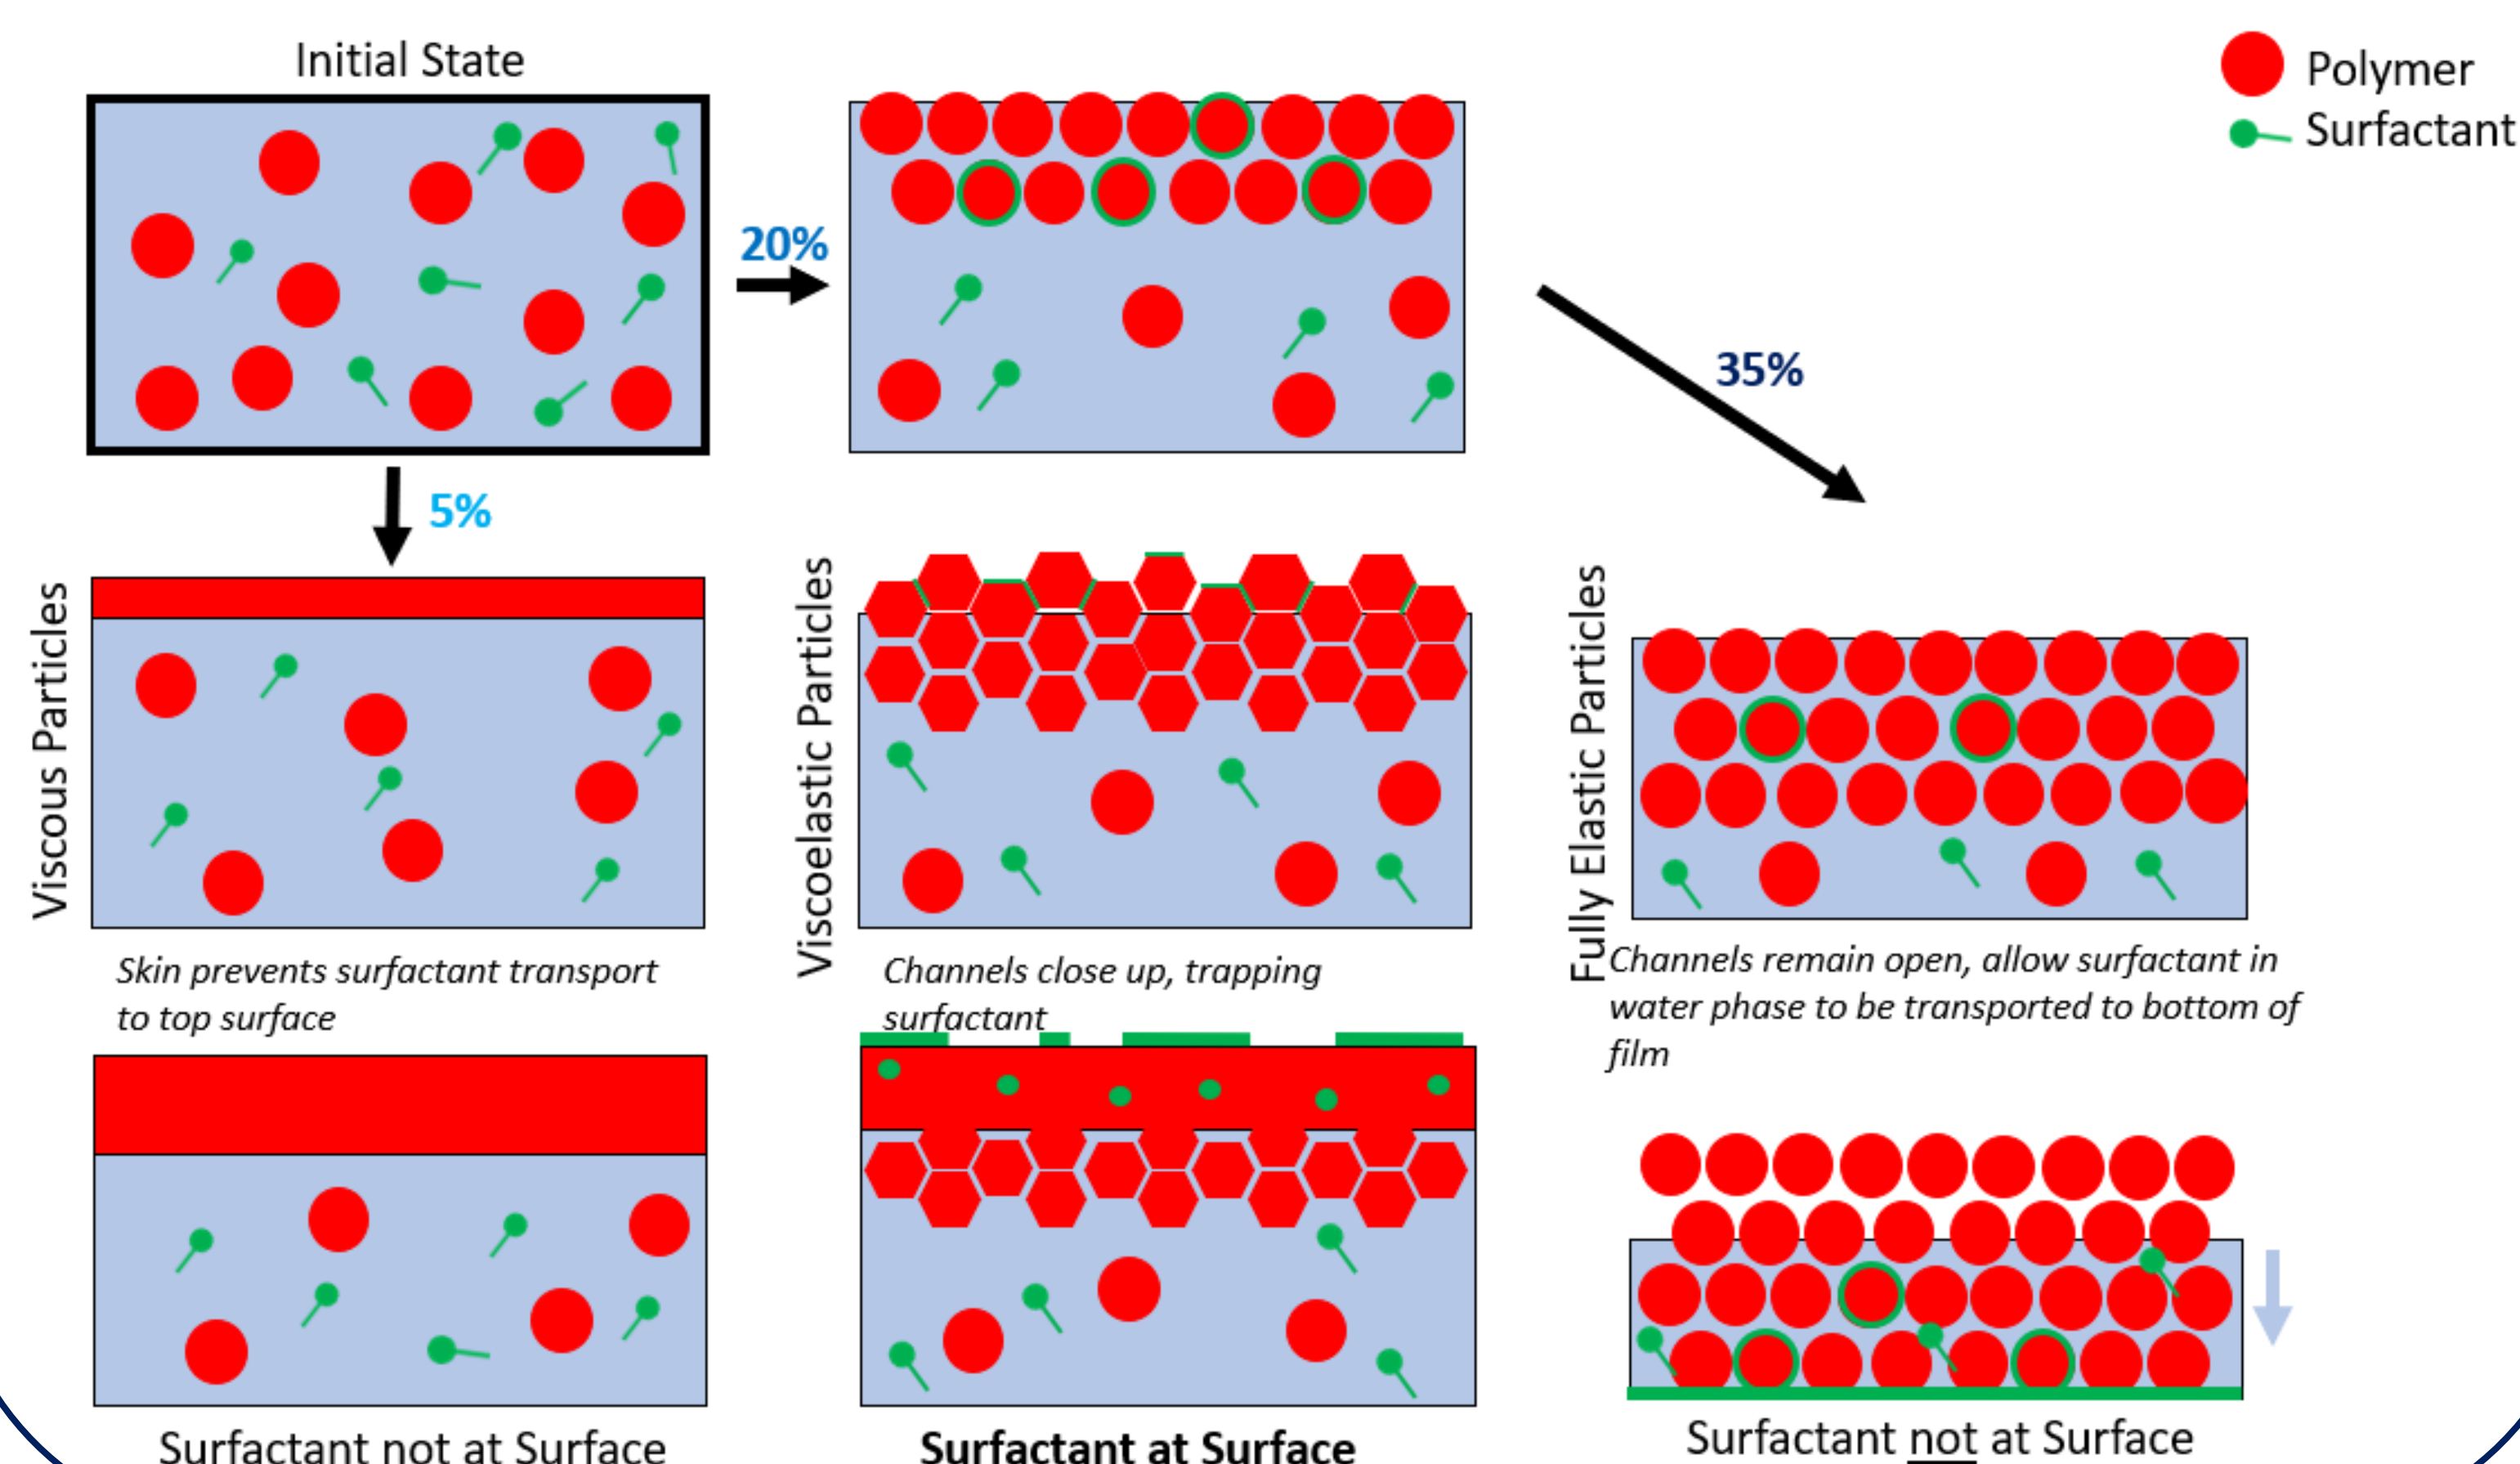 Initial State
Polymer
Surfactant
20%
35%
5%
Viscous Particles
Viscoelastic Particles
Fully Elastic Particles
Skin prevents surfactant transport
to top surface
Channels close up, trapping
surfactant
Channels remain open, allow surfactant in
water phase to be transported to bottom of
film
Surfactant not at Surface
Surfactant at Surface
Surfactant not at Surface